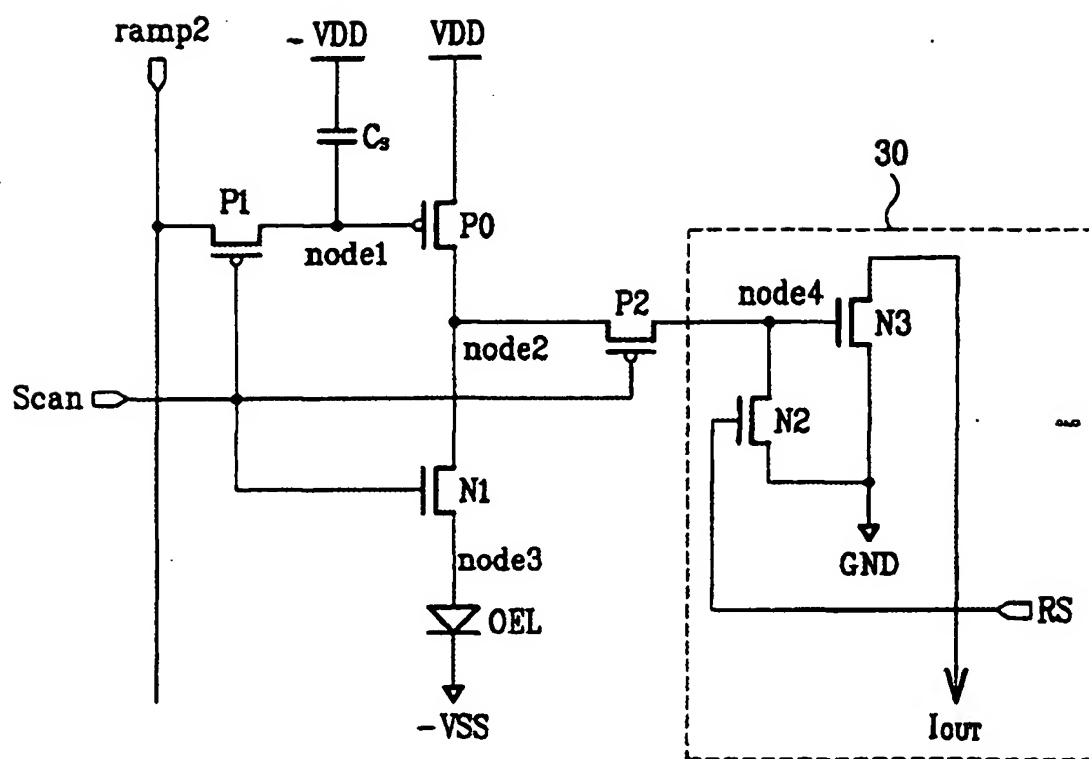 ramp2
- VDD
VDD
Cs
30
P1
P0
node1
P2
node4
N3
node2
Scan
N2
N1
GND
node3
RS
OEL
-VSS
IOUT